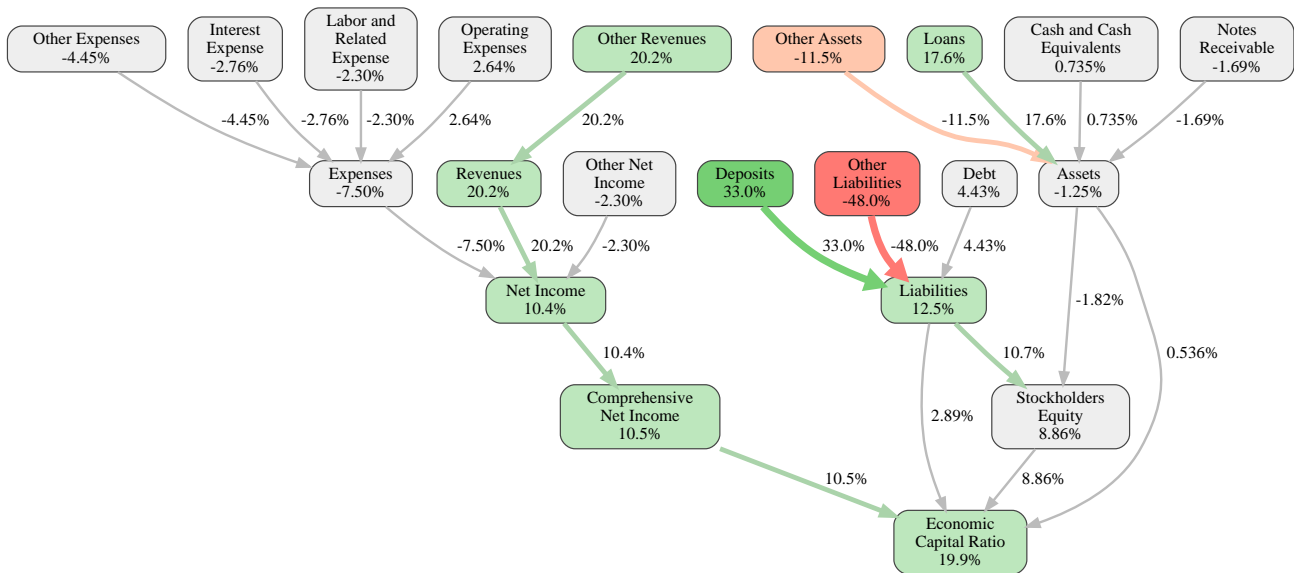 Other Expenses
-4.45%
Interest
Expense
-2.76%
Labor and
Related
Expense
-2.30%
Operating
Expenses
2.64%
Other Revenues
20.2%
Other Assets
-11.5%
Loans
17.6%
Cash and Cash
Equivalents
0.735%
Notes
Receivable
-1.69%
-4.45%
-2.76%
-2.30%
2.64%
20.2%
-11.5%
17.6%
0.735%
-1.69%
Expenses
-7.50%
Revenues
20.2%
Other Net
Income
-2.30%
Deposits
33.0%
Other
Liabilities
-48.0%
Debt
4.43%
Assets
-1.25%
-7.50%
20.2%
-2.30%
33.0%
-48.0%
4.43%
Net Income
10.4%
Liabilities
12.5%
-1.82%
10.4%
10.7%
0.536%
Comprehensive
Net Income
10.5%
2.89%
Stockholders
Equity
8.86%
10.5%
8.86%
Economic
Capital Ratio
19.9%